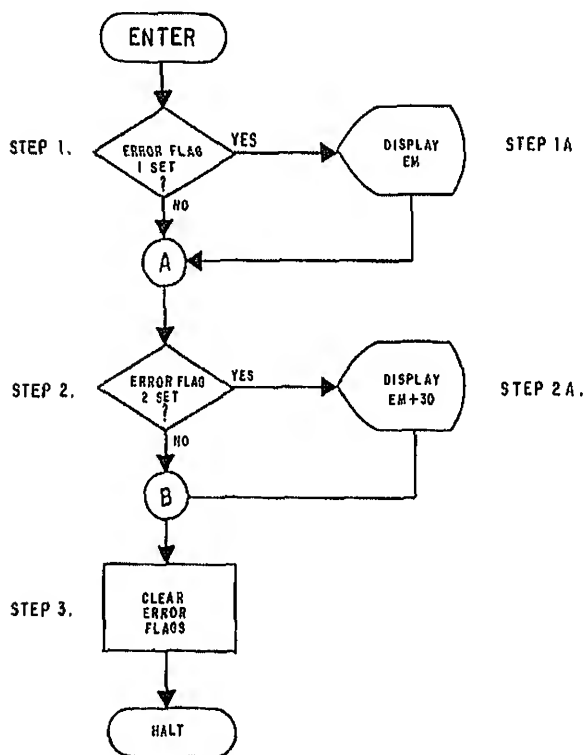 ENTER
STEP 1.
ERROR FLAG
1 SET
?
YES
DISPLAY
EM
STEP 1A
NO
A
STEP 2.
ERROR FLAG
2 SET
?
YES
DISPLAY
EM+30
STEP 2A.
NO
B
STEP 3.
CLEAR
ERROR
FLAGS
HALT